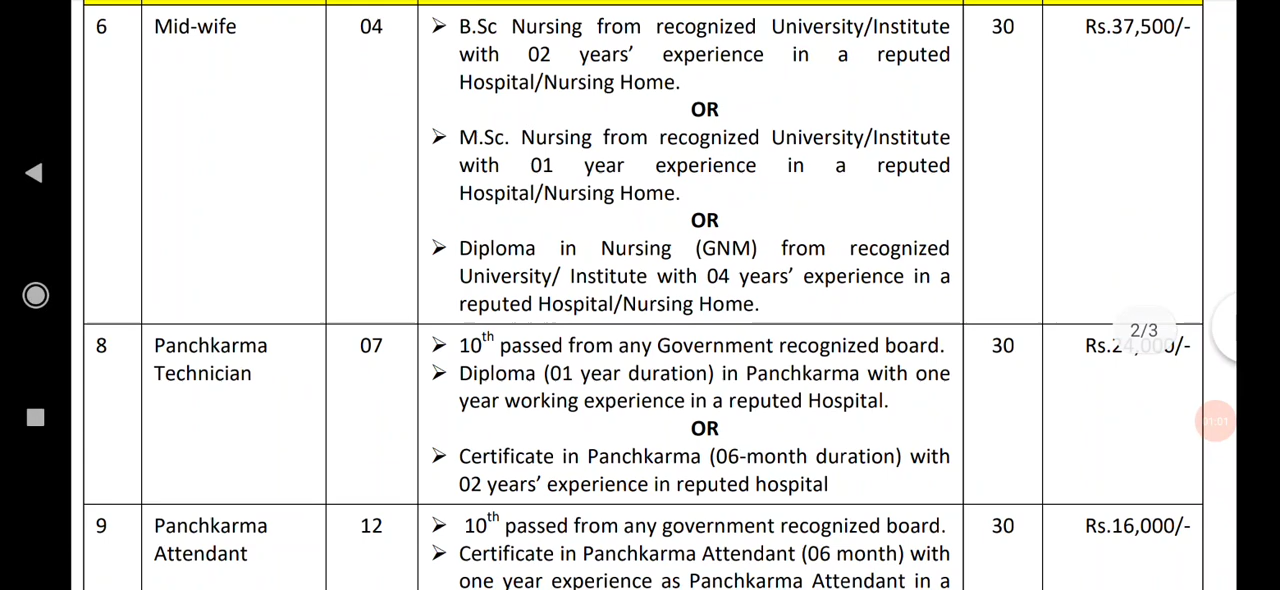 6 Mid-wife 04 ➢ B.Sc Nursing from recognized University/Institute 30 Rs.37,500/-
with 02 years’ experience in a reputed
Hospital/Nursing Home.
OR
➢ M.Sc. Nursing from recognized University/Institute
with 01 year experience in a reputed
Hospital/Nursing Home.
OR
➢ Diploma in Nursing (GNM) from recognized
University/ Institute with 04 years’ experience in a
reputed Hospital/Nursing Home.
2/3
8 Panchkarma 07 ➢ 10th passed from any Government recognized board. 30 Rs.24,000/-
Technician ➢ Diploma (01 year duration) in Panchkarma with one
year working experience in a reputed Hospital.
01:01
OR
➢ Certificate in Panchkarma (06-month duration) with
02 years’ experience in reputed hospital
9 Panchkarma 12 ➢ 10th passed from any government recognized board. 30 Rs.16,000/-
Attendant ➢ Certificate in Panchkarma Attendant (06 month) with
one year experience as Panchkarma Attendant in a